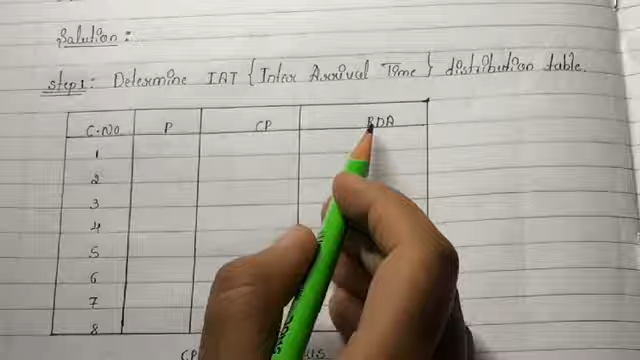 Solution:
Step1: Determine IAT {Inter Arrival Time} distribution table.
C.NO P CP RDA
1
2
3
4
5
6
7
8